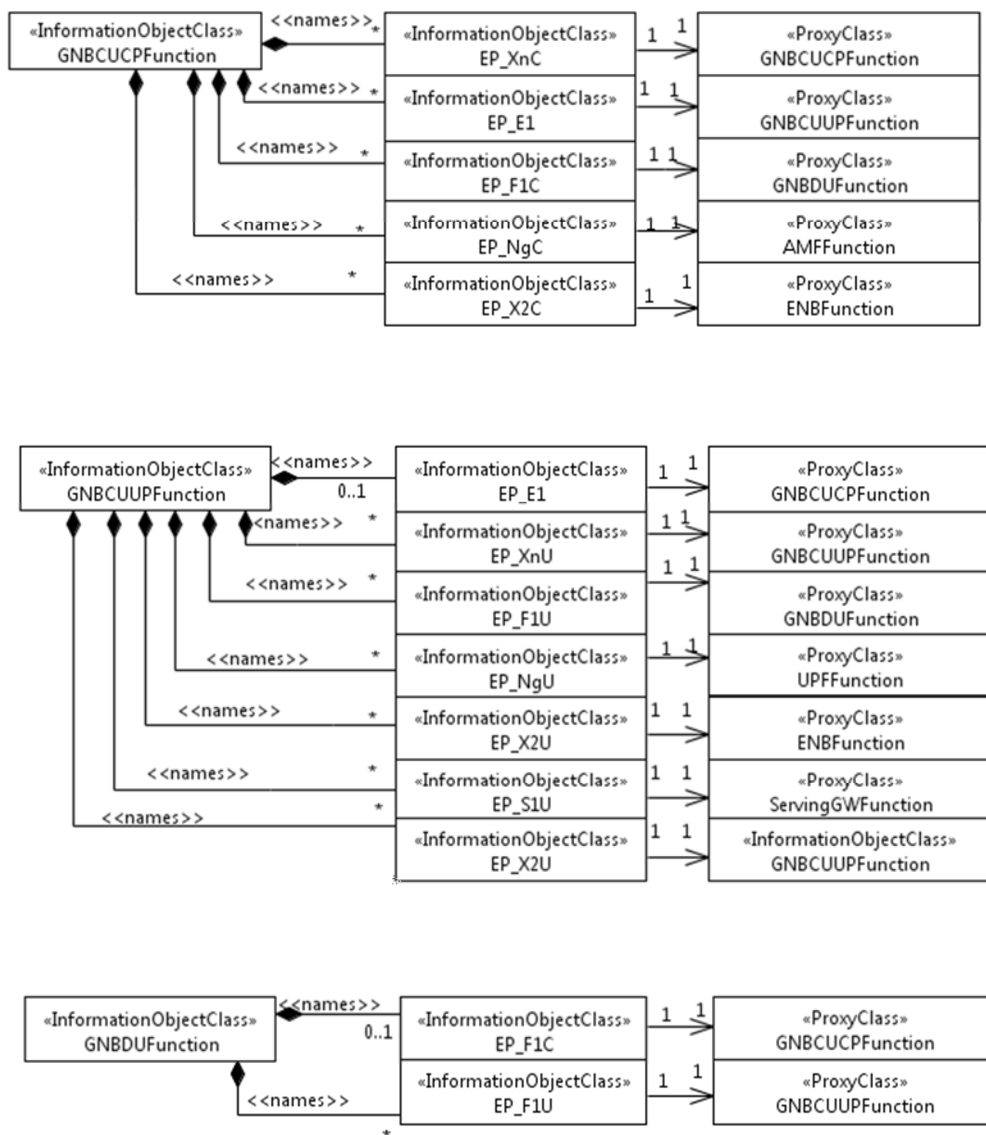 <<names>>
*
1
1
«InformationObjectClass»
GNBCUCPFunction
«InformationObjectClass»
EP_XnC
«ProxyClass»
GNBCUCPFunction
<<names>>
*
1
1
«InformationObjectClass»
EP_E1
«ProxyClass»
GNBCUUPFunction
<<names>>
*
1
1
«InformationObjectClass»
EP_F1C
«ProxyClass»
GNBDUFunction
<<names>>
*
1
1
«InformationObjectClass»
EP_NgC
«ProxyClass»
AMFFunction
<<names>>
*
1
1
«InformationObjectClass»
EP_X2C
«ProxyClass»
ENBFunction
«InformationObjectClass»
GNBCUUPFunction
<<names>>
0..1
«InformationObjectClass»
EP_E1
1
1
«ProxyClass»
GNBCUCPFunction
<<names>>
*
«InformationObjectClass»
EP_XnU
1
1
«ProxyClass»
GNBCUUPFunction
<<names>>
*
«InformationObjectClass»
EP_F1U
1
1
«ProxyClass»
GNBDUFunction
<<names>>
*
«InformationObjectClass»
EP_NgU
1
1
«ProxyClass»
UPFFunction
<<names>>
*
«InformationObjectClass»
EP_X2U
1
1
«ProxyClass»
ENBFunction
<<names>>
*
«InformationObjectClass»
EP_S1U
1
1
«ProxyClass»
ServingGWFunction
<<names>>
*
«InformationObjectClass»
EP_X2U
1
1
«InformationObjectClass»
GNBCUUPFunction
«InformationObjectClass»
GNBDUFunction
<<names>>
0..1
«InformationObjectClass»
EP_F1C
1
1
«ProxyClass»
GNBCUCPFunction
<<names>>
*
«InformationObjectClass»
EP_F1U
1
1
«ProxyClass»
GNBCUUPFunction